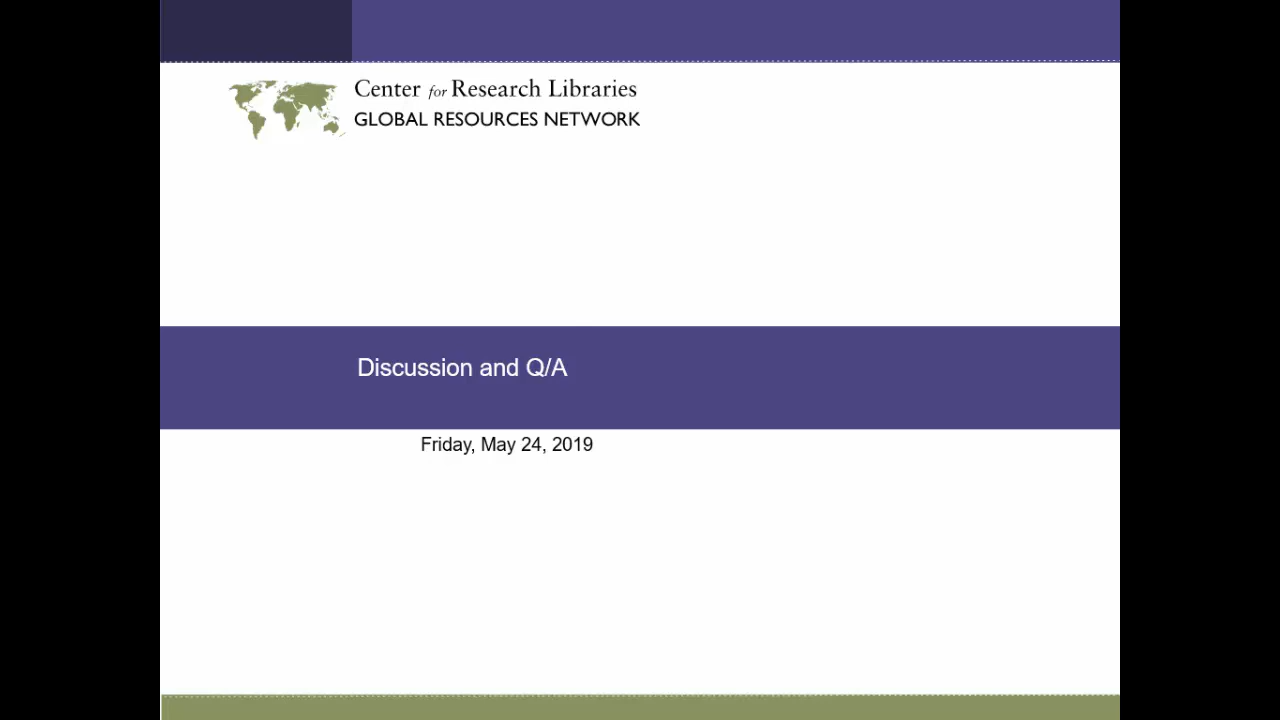 Center for Research Libraries
GLOBAL RESOURCES NETWORK
Discussion and Q/A
Friday, May 24, 2019